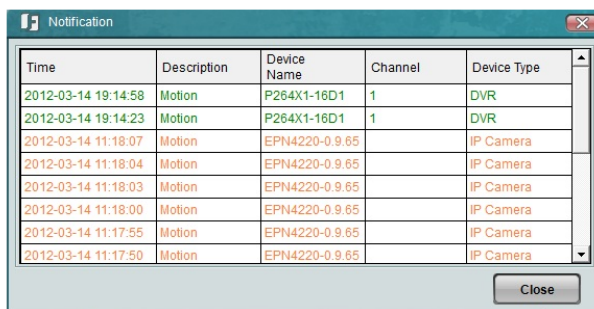 Notification
Time Description Device Name Channel Device Type
2012-03-14 19:14:58 Motion P264X1-16D1 1 DVR
2012-03-14 19:14:23 Motion P264X1-16D1 1 DVR
2012-03-14 11:18:07 Motion EPN4220-0.9.65 IP Camera
2012-03-14 11:18:04 Motion EPN4220-0.9.65 IP Camera
2012-03-14 11:18:03 Motion EPN4220-0.9.65 IP Camera
2012-03-14 11:18:00 Motion EPN4220-0.9.65 IP Camera
2012-03-14 11:17:55 Motion EPN4220-0.9.65 IP Camera
2012-03-14 11:17:50 Motion EPN4220-0.9.65 IP Camera
Close